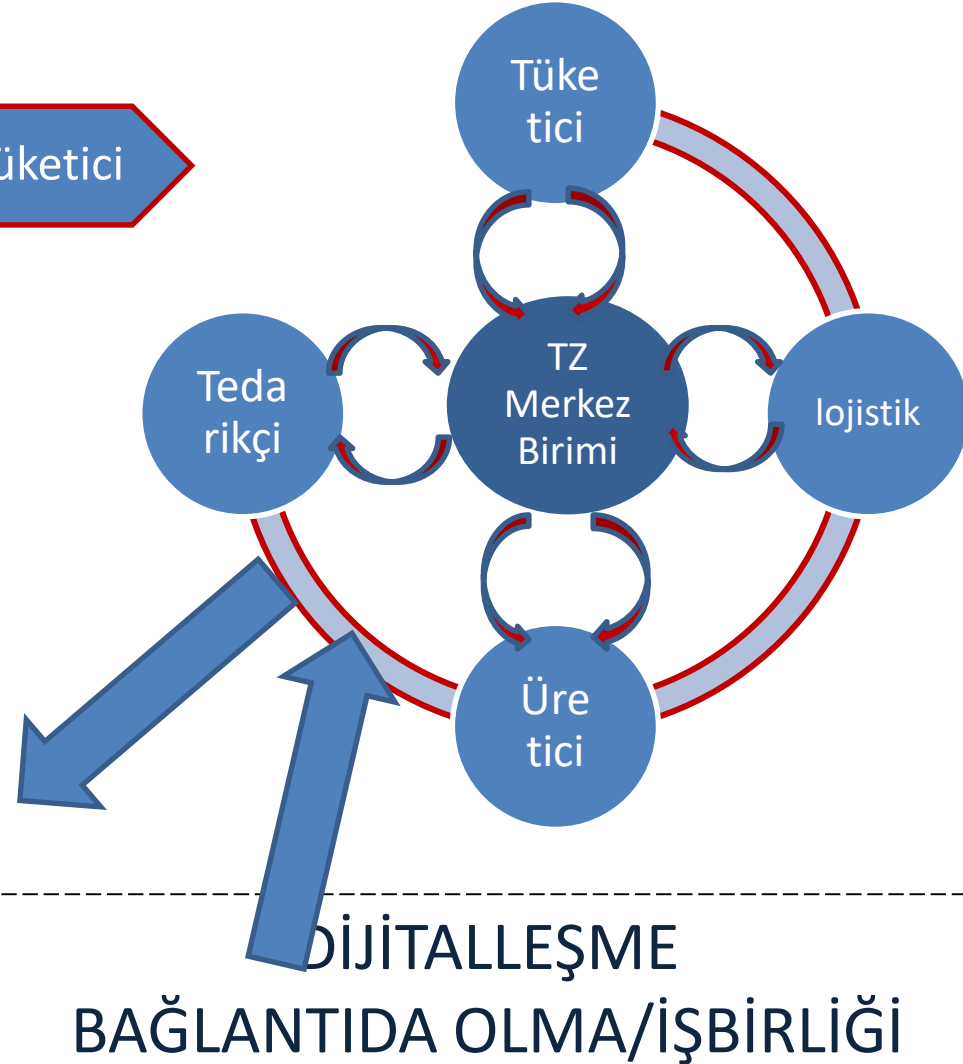 Tüke
tici
üketici
Teda
rikçi
TZ
Merkez
Birimi
lojistik
Üre
tici
DİJİTALLEŞME
BAĞLANTIDA OLMA/İŞBİRLİĞİ